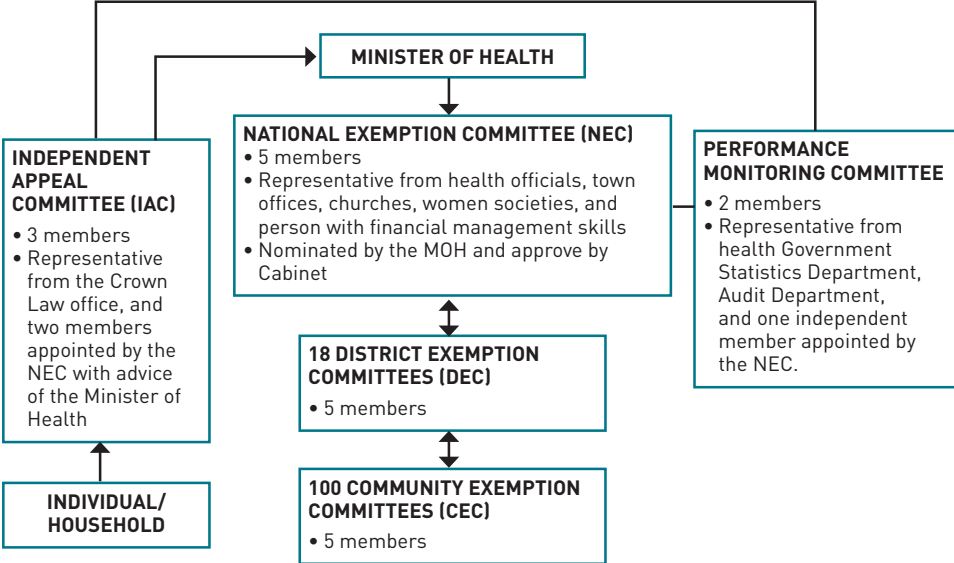 MINISTER OF HEALTH
INDEPENDENT
APPEAL
COMMITTEE (IAC)
• 3 members
• Representative
from the Crown
Law office, and
two members
appointed by the
NEC with advice
of the Minister of
Health
INDIVIDUAL/
HOUSEHOLD
NATIONAL EXEMPTION COMMITTEE (NEC)
• 5 members
• Representative from health officials, town
offices, churches, women societies, and
person with financial management skills
• Nominated by the MOH and approve by
Cabinet
18 DISTRICT EXEMPTION
COMMITTEES (DEC)
• 5 members
100 COMMUNITY EXEMPTION
COMMITTEES (CEC)
• 5 members
PERFORMANCE
MONITORING COMMITTEE
• 2 members
• Representative from
health Government
Statistics Department,
Audit Department,
and one independent
member appointed by
the NEC.